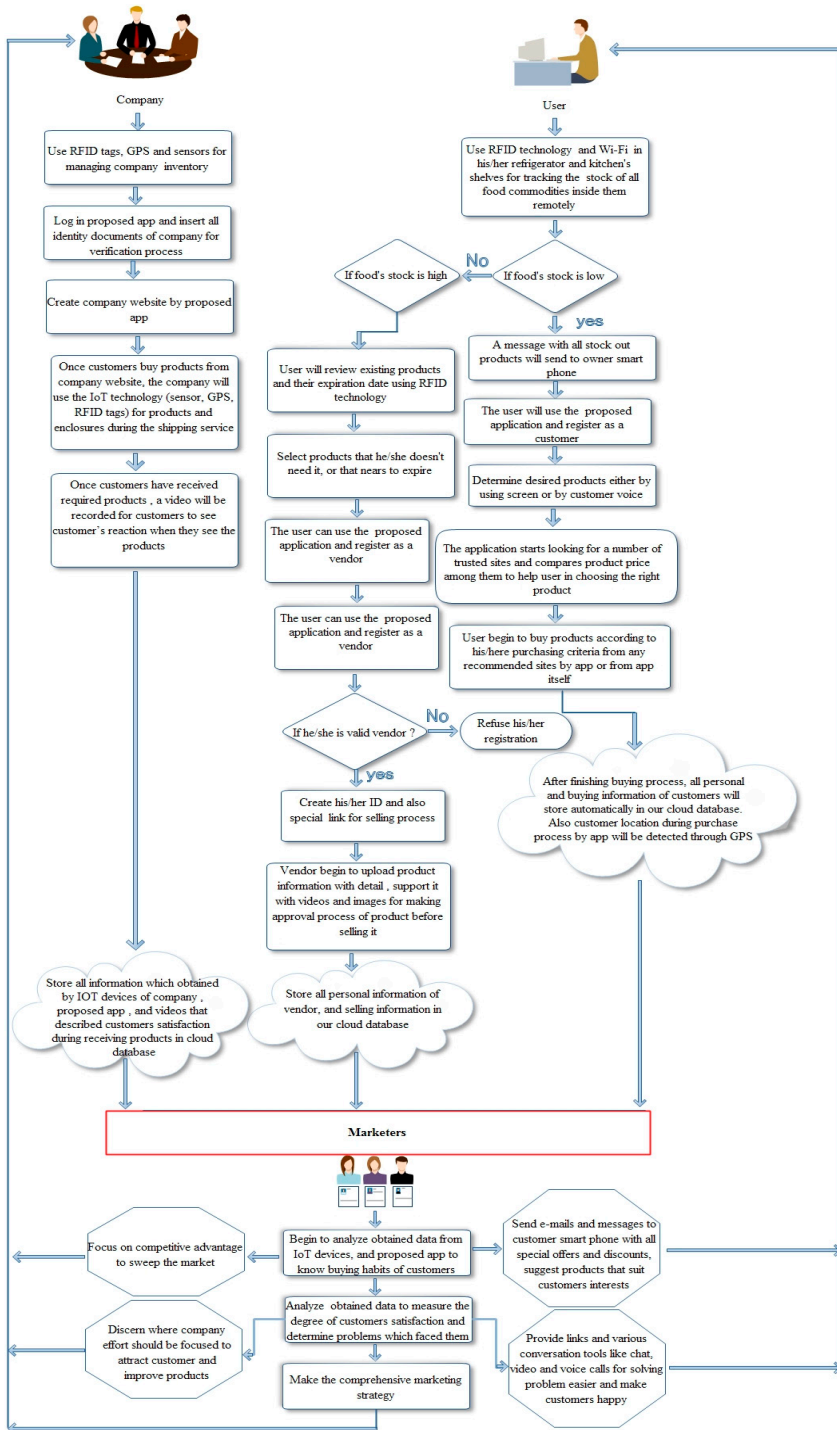 Company
Use RFID tags, GPS and sensors for
managing company inventory
Log in proposed app and insert all
identity documents of company for
verification process
Create company website by proposed
app
Once customers buy products from
company website, the company will
use the IoT technology (sensor, GPS,
RFID tags) for products and
enclosures during the shipping service
Once customers have received
required products , a video will be
recorded for customers to see
customer's reaction when they see the
products
Store all information which obtained
by IOT devices of company ,
proposed app , and videos that
described customers satisfaction
during receiving products in cloud
database
User
Use RFID technology and Wi-Fi in
his/her refrigerator and kitchen's
shelves for tracking the stock of all
food commodities inside them
remotely
If food's stock is low
No
If food's stock is high
yes
User will review existing products
and their expiration date using RFID
technology
Select products that he/she doesn't
need it, or that nears to expire
The user can use the proposed
application and register as a
vendor
The user can use the proposed
application and register as a
vendor
If he/she is valid vendor ?
No
Refuse his/her
registration
yes
Create his/her ID and also
special link for selling process
Vendor begin to upload product
information with detail , support it
with videos and images for making
approval process of product before
selling it
Store all personal information of
vendor, and selling information in
our cloud database
A message with all stock out
products will send to owner smart
phone
The user will use the proposed
application and register as a
customer
Determine desired products either by
using screen or by customer voice
The application starts looking for a number of
trusted sites and compares product price
among them to help user in choosing the right
product
User begin to buy products according to
his/here purchasing criteria from any
recommended sites by app or from app
itself
After finishing buying process, all personal
and buying information of customers will
store automatically in our cloud database.
Also customer location during purchase
process by app will be detected through GPS
Marketers
Begin to analyze obtained data from
IoT devices, and proposed app to
know buying habits of customers
Focus on competitive advantage
to sweep the market
Send e-mails and messages to
customer smart phone with all
special offers and discounts,
suggest products that suit
customers interests
Analyze obtained data to measure the
degree of customers satisfaction and
determine problems which faced them
Discern where company
effort should be focused to
attract customer and
improve products
Provide links and various
conversation tools like chat,
video and voice calls for solving
problem easier and make
customers happy
Make the comprehensive marketing
strategy